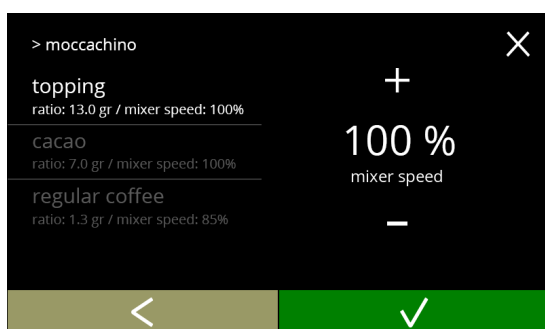 > moccachino
topping
ratio: 13.0 gr / mixer speed: 100%
cacao
ratio: 7.0 gr / mixer speed: 100%
regular coffee
ratio: 1.3 gr / mixer speed: 85%
+
100 %
mixer speed
-